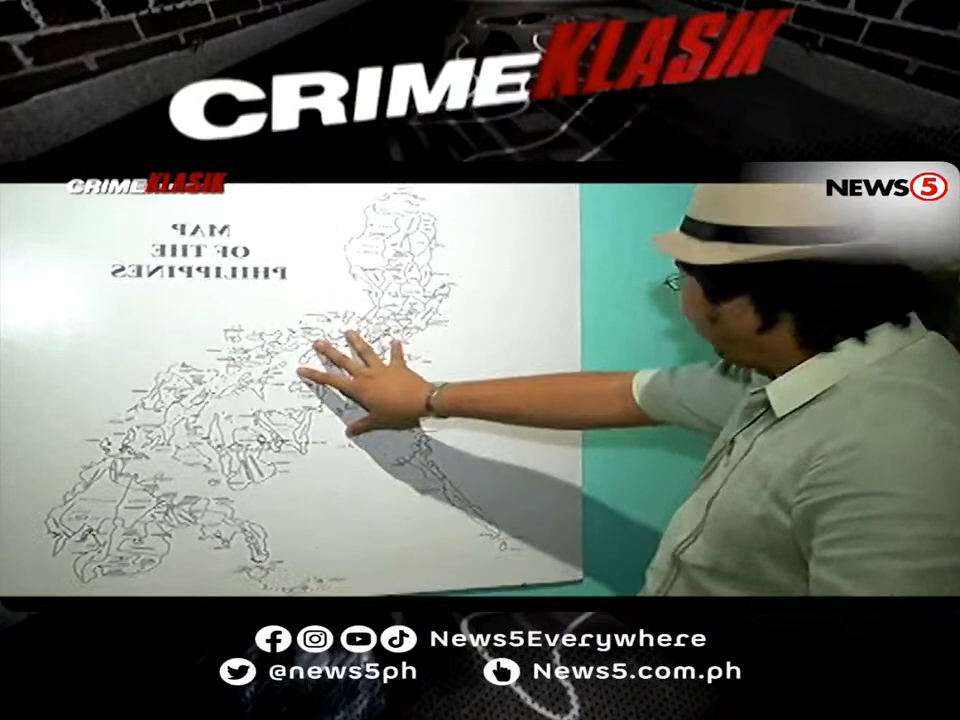 CRIMEKLASIK
CRIMEKLASIK
NEWS5
MAP
OF THE
PHILIPPINES
News5Everywhere
@news5ph
News5.com.ph